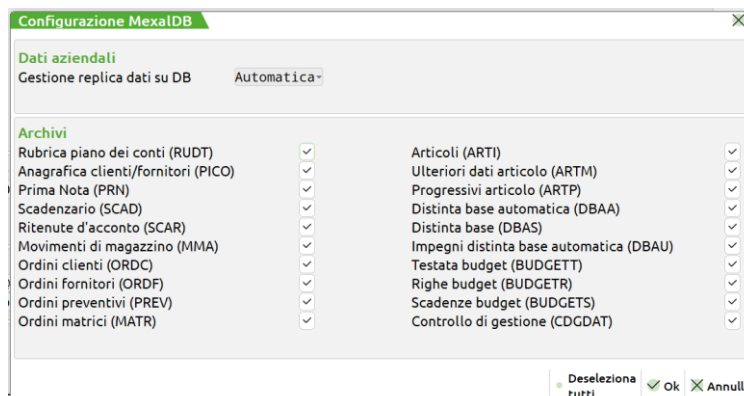 Configurazione MexalDB
Dati aziendali
Gestione replica dati su DB Automatica
Archivi
Rubrica piano dei conti (RUDT) Articoli (ARTI)
Anagrafica clienti/fornitori (PICO) Ulteriori dati articolo (ARTM)
Prima Nota (PRN) Progressivi articolo (ARTP)
Scadenzario (SCAD) Distinta base automatica (DBAA)
Ritenute d'acconto (SCAR) Distinta base (DBAS)
Movimenti di magazzino (MMA) Impegni distinta base automatica (DBAU)
Ordini clienti (ORDC) Testata budget (BUDGETT)
Ordini fornitori (ORDF) Righe budget (BUDGETR)
Ordini preventivi (PREV) Scadenze budget (BUDGETS)
Ordini matrici (MATR) Controllo di gestione (CDGDAT)
Deseleziona tutti Ok Annull